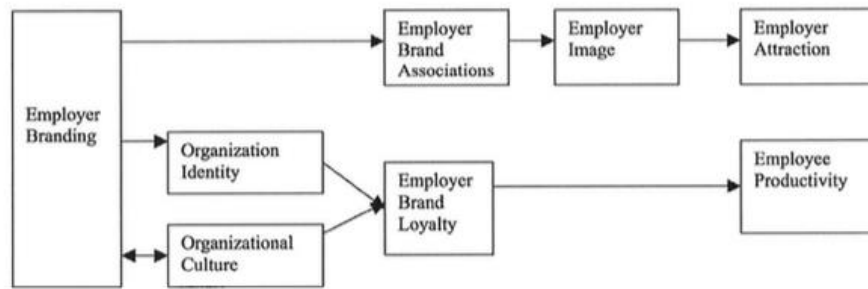 Employer
Branding
Employer
Brand
Associations
Employer
Image
Employer
Attraction
Organization
Identity
Organizational
Culture
Employer
Brand
Loyalty
Employee
Productivity